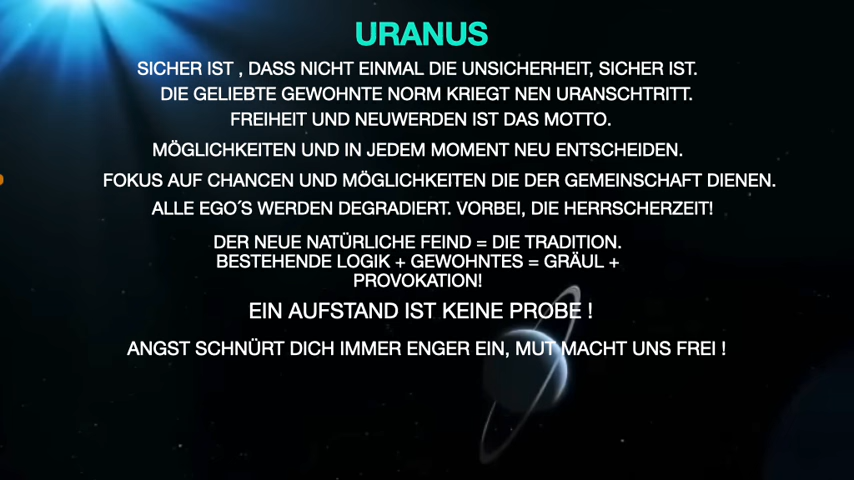 URANUS
SICHER IST , DASS NICHT EINMAL DIE UNSICHERHEIT, SICHER IST.
DIE GELIEBTE GEWOHNTE NORM KRIEGT NEN URANSCHTRITT.
FREIHEIT UND NEUWERDEN IST DAS MOTTO.
MÖGLICHKEITEN UND IN JEDEM MOMENT NEU ENTSCHEIDEN.
FOKUS AUF CHANCEN UND MÖGLICHKEITEN DIE DER GEMEINSCHAFT DIENEN.
ALLE EGO´S WERDEN DEGRADIERT. VORBEI, DIE HERRSCHERZEIT!
DER NEUE NATÜRLICHE FEIND = DIE TRADITION.
BESTEHENDE LOGIK + GEWOHNTES = GRÄUL +
PROVOKATION!
EIN AUFSTAND IST KEINE PROBE !
ANGST SCHNÜRT DICH IMMER ENGER EIN, MUT MACHT UNS FREI !